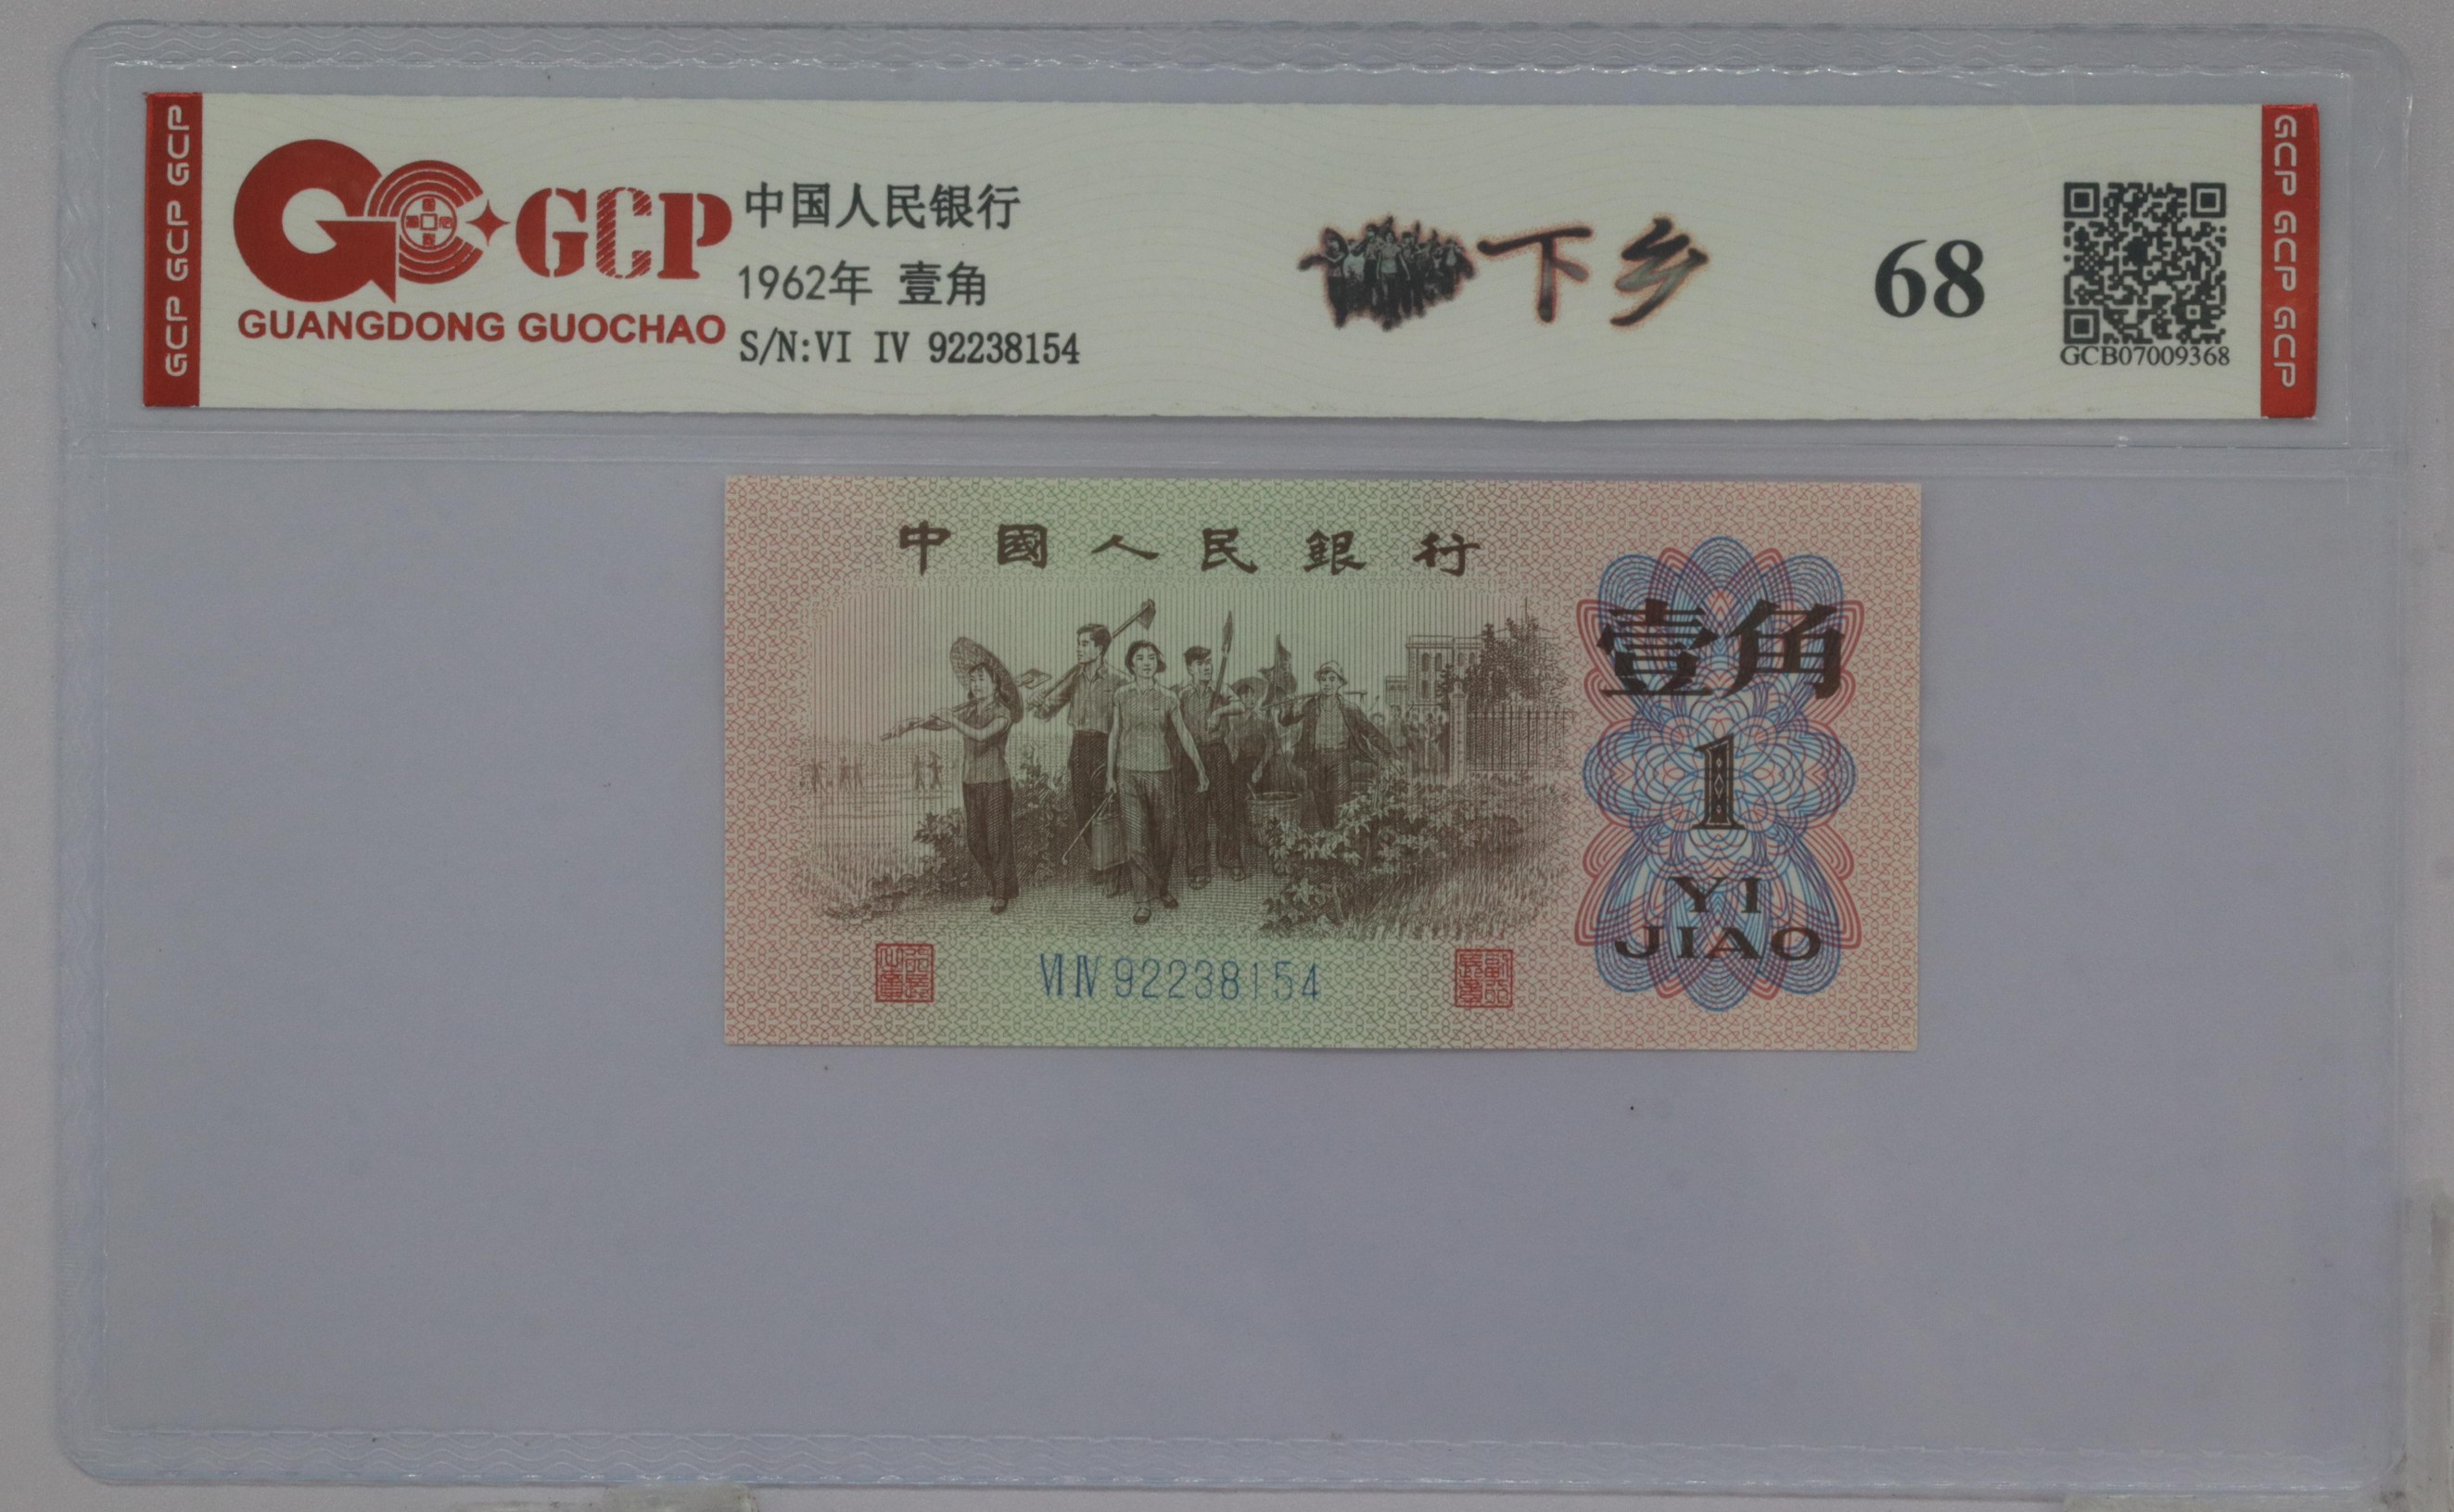 GCP GCP GCP
GCP
GUANGDONG GUOCHAO
中国人民银行
1962年 壹角
S/N:VI IV 92238154
下乡
68
GCB07009368
GCP GCP GCP
中國人民銀行
壹角
1
YI
JIAO
VI IV 92238154